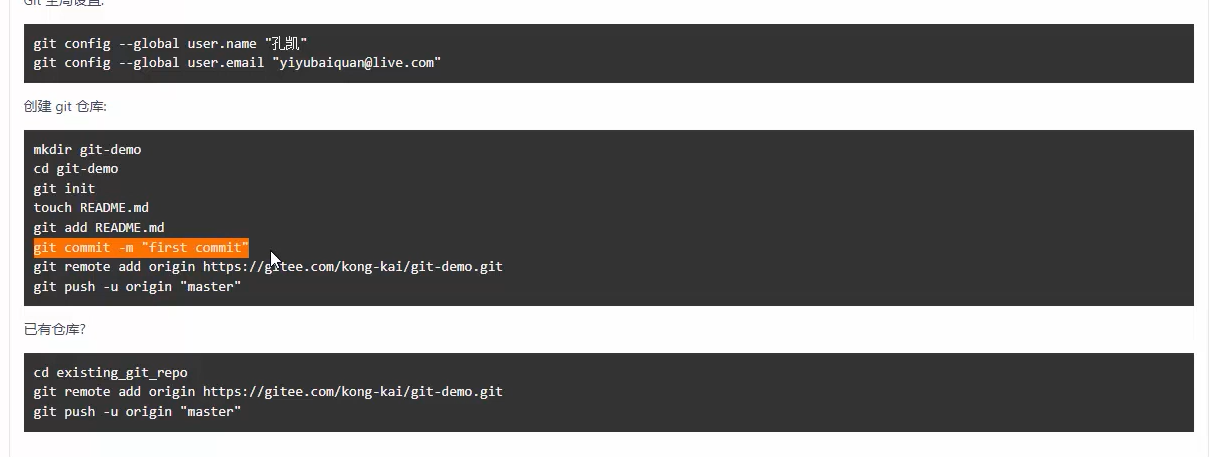 Git 全局设置:
git config --global user.name "孔凯"
git config --global user.email "yiyubaiquan@live.com"
创建 git 仓库:
mkdir git-demo
cd git-demo
git init
touch README.md
git add README.md
git commit -m "first commit"
git remote add origin https://gitee.com/kong-kai/git-demo.git
git push -u origin "master"
已有仓库?
cd existing_git_repo
git remote add origin https://gitee.com/kong-kai/git-demo.git
git push -u origin "master"